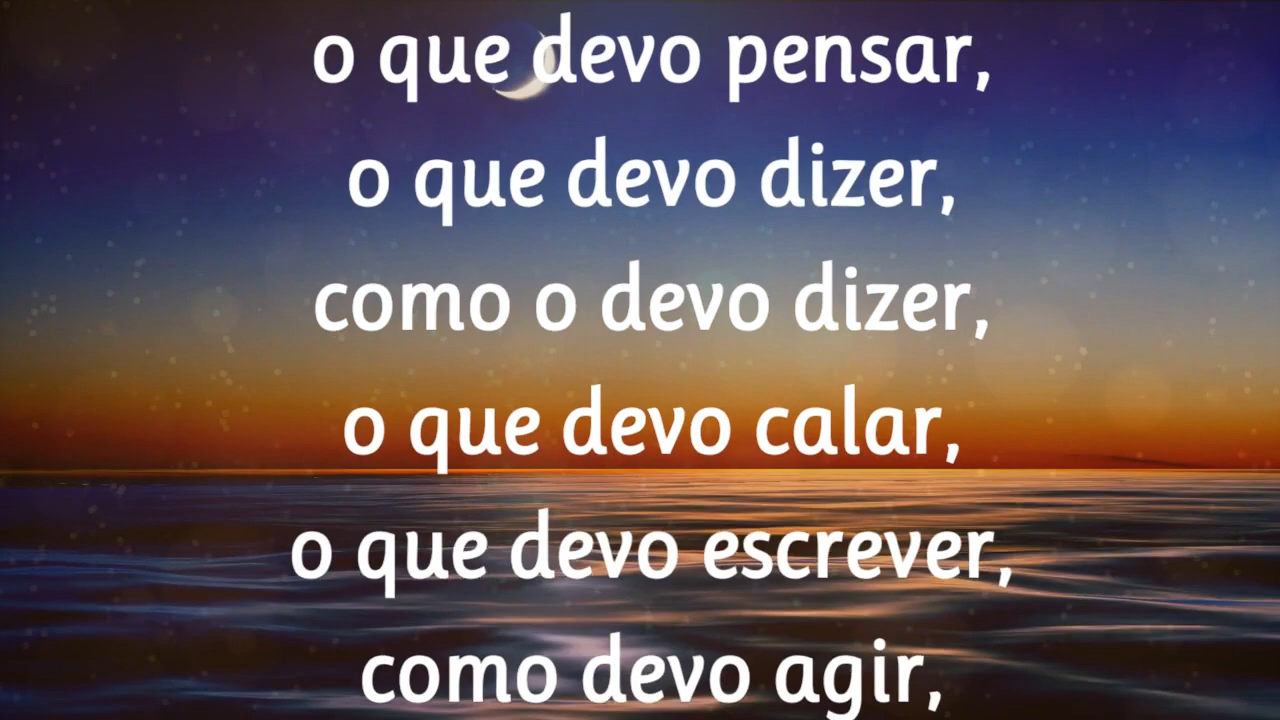 o que devo pensar,
o que devo dizer,
como o devo dizer,
o que devo calar,
o que devo escrever,
como devo agir,